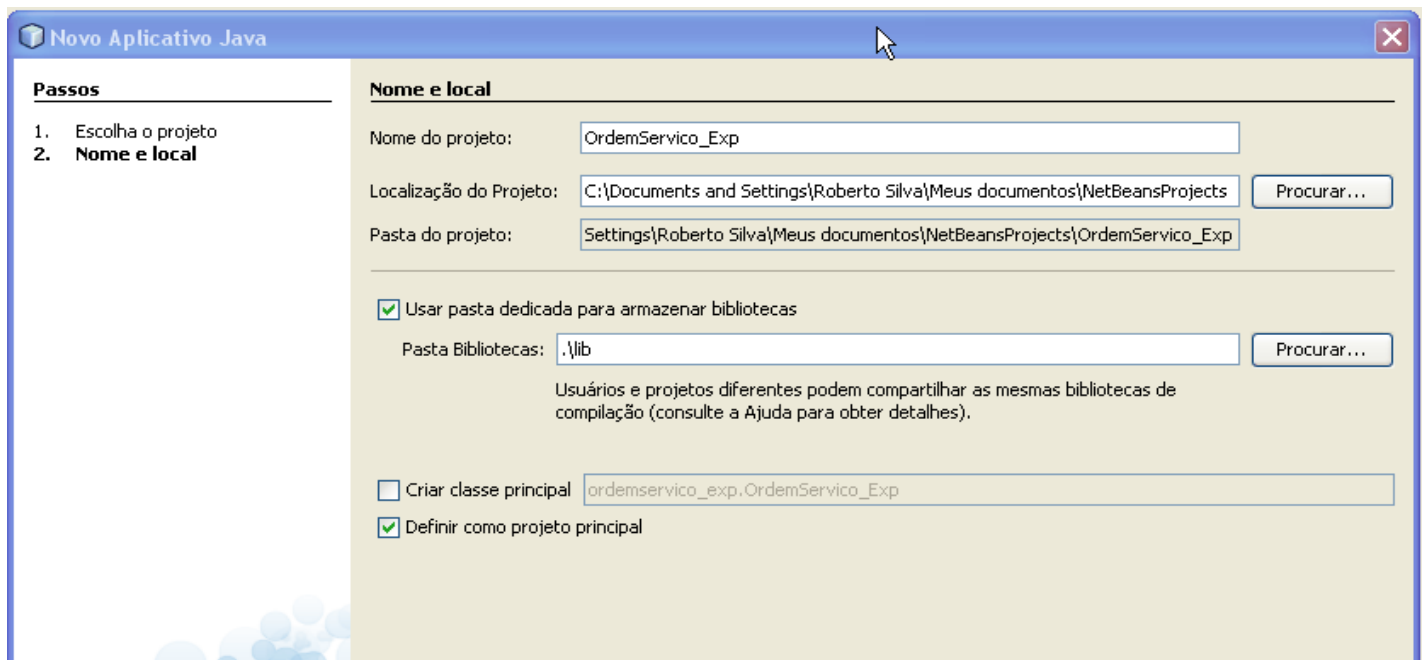 Novo Aplicativo Java
Passos
1. Escolha o projeto
2. Nome e local
Nome e local
Nome do projeto: OrdemServico_Exp
Localização do Projeto: C:\Documents and Settings\Roberto Silva\Meus documentos\NetBeansProjects Procurar...
Pasta do projeto: Settings\Roberto Silva\Meus documentos\NetBeansProjects\OrdemServico_Exp
Usar pasta dedicada para armazenar bibliotecas
Pasta Bibliotecas: .\lib Procurar...
Usuários e projetos diferentes podem compartilhar as mesmas bibliotecas de
compilação (consulte a Ajuda para obter detalhes).
Criar classe principal ordemservico_exp.OrdemServico_Exp
Definir como projeto principal